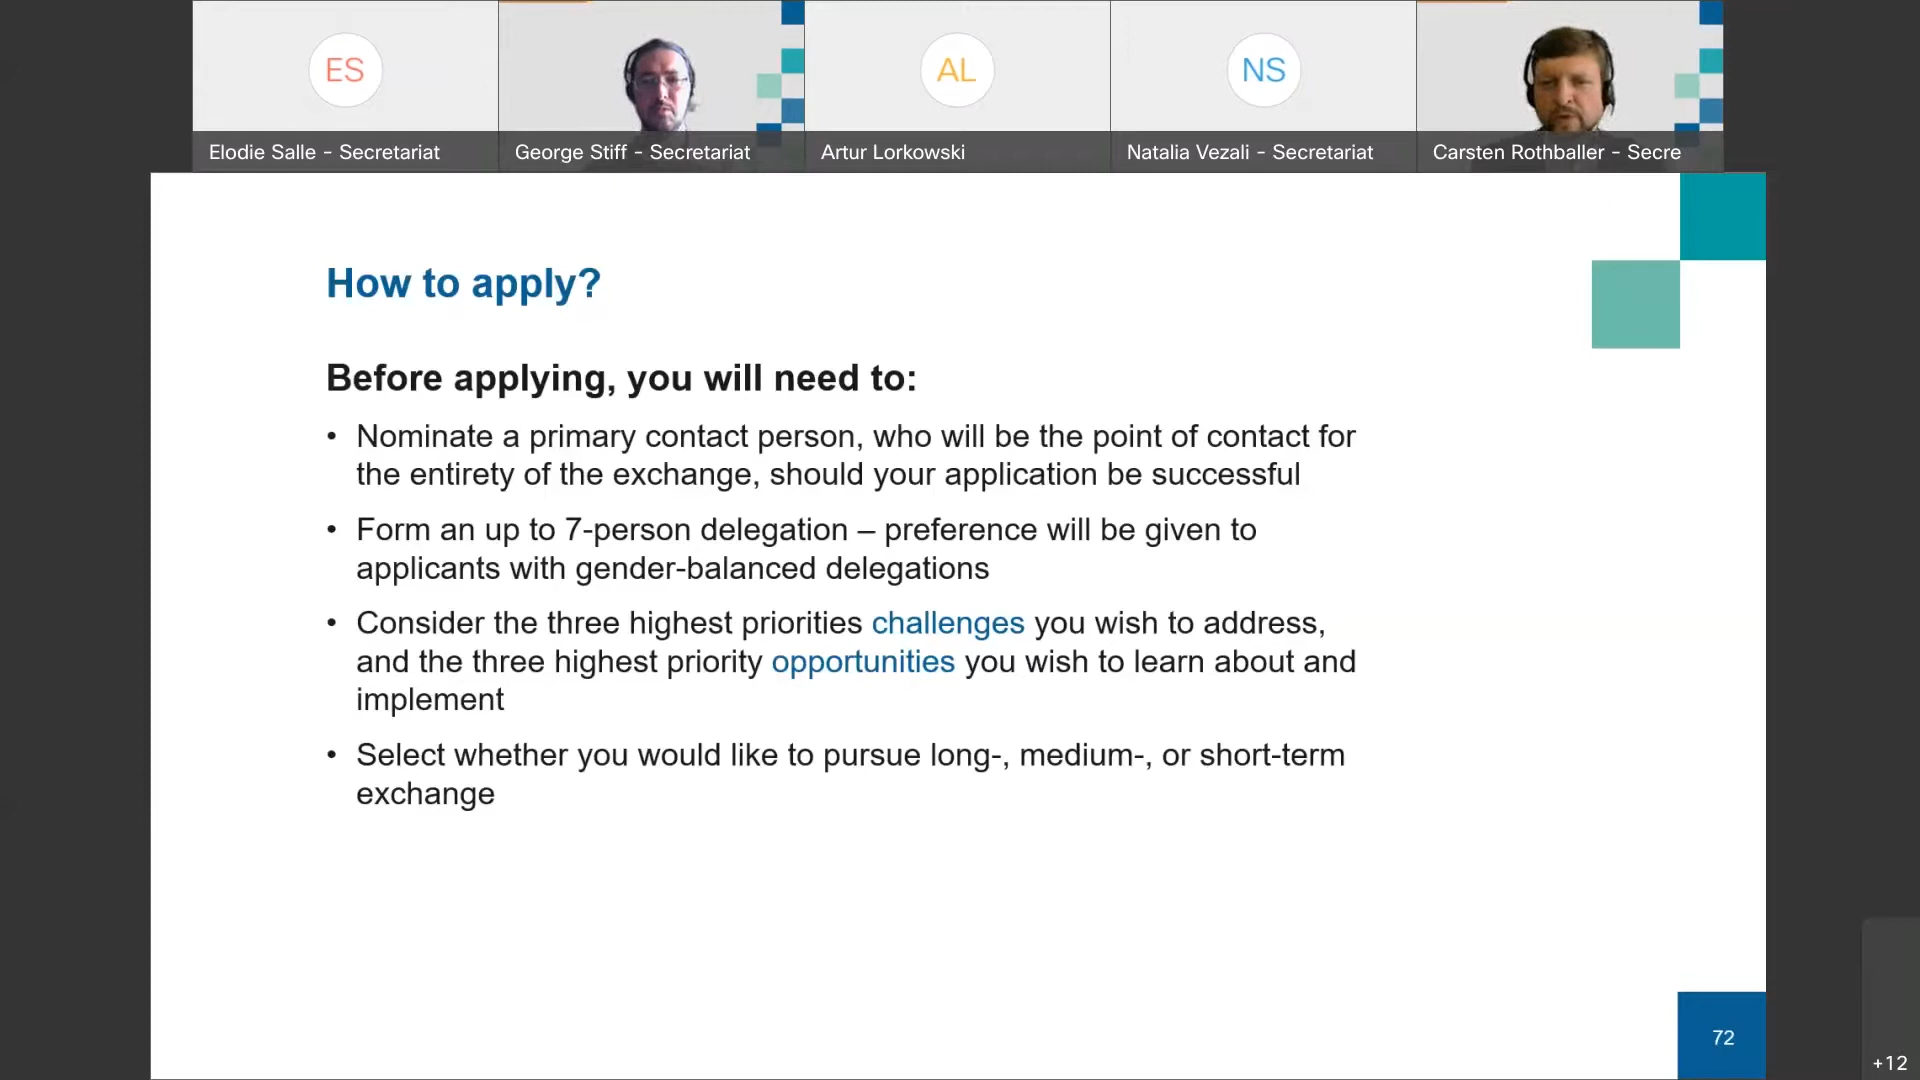 ES
AL
NS
Elodie Salle - Secretariat
George Stiff - Secretariat
Artur Lorkowski
Natalia Vezali - Secretariat
Carsten Rothballer - Secre
How to apply?
Before applying, you will need to:
• Nominate a primary contact person, who will be the point of contact for
the entirety of the exchange, should your application be successful
• Form an up to 7-person delegation – preference will be given to
applicants with gender-balanced delegations
• Consider the three highest priorities challenges you wish to address,
and the three highest priority opportunities you wish to learn about and
implement
• Select whether you would like to pursue long-, medium-, or short-term
exchange
72
+12